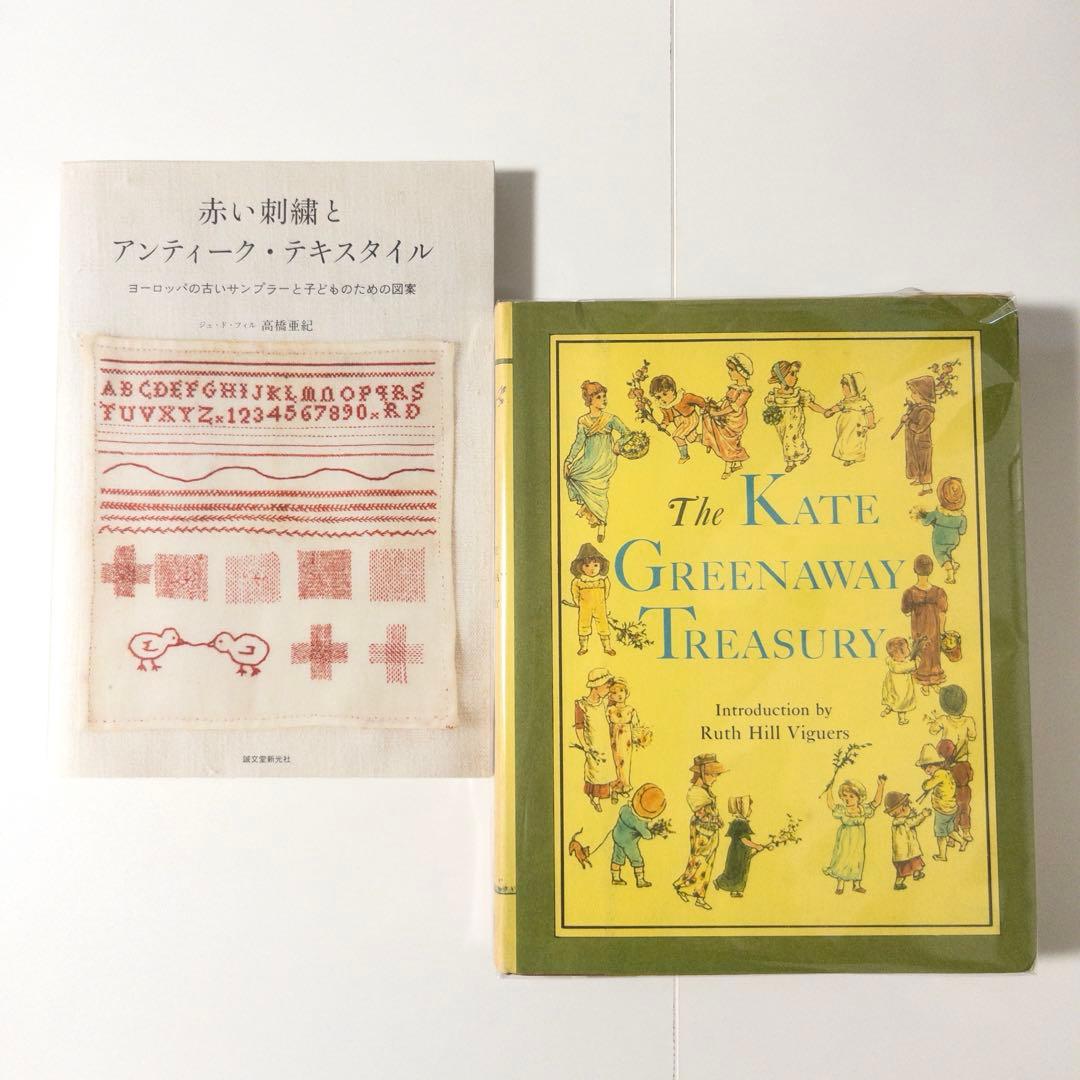 赤い刺繍と
アンティーク・テキスタイル
ヨーロッパの古いサンプラーと子どものための図案
ジュ・ド・フィル 高橋亜紀
ABCDEFGHIJKLMNOPQRS
TUVXYZx1234567890xRD
誠文堂新光社
The KATE
GREENAWAY
TREASURY
Introduction by
Ruth Hill Viguers